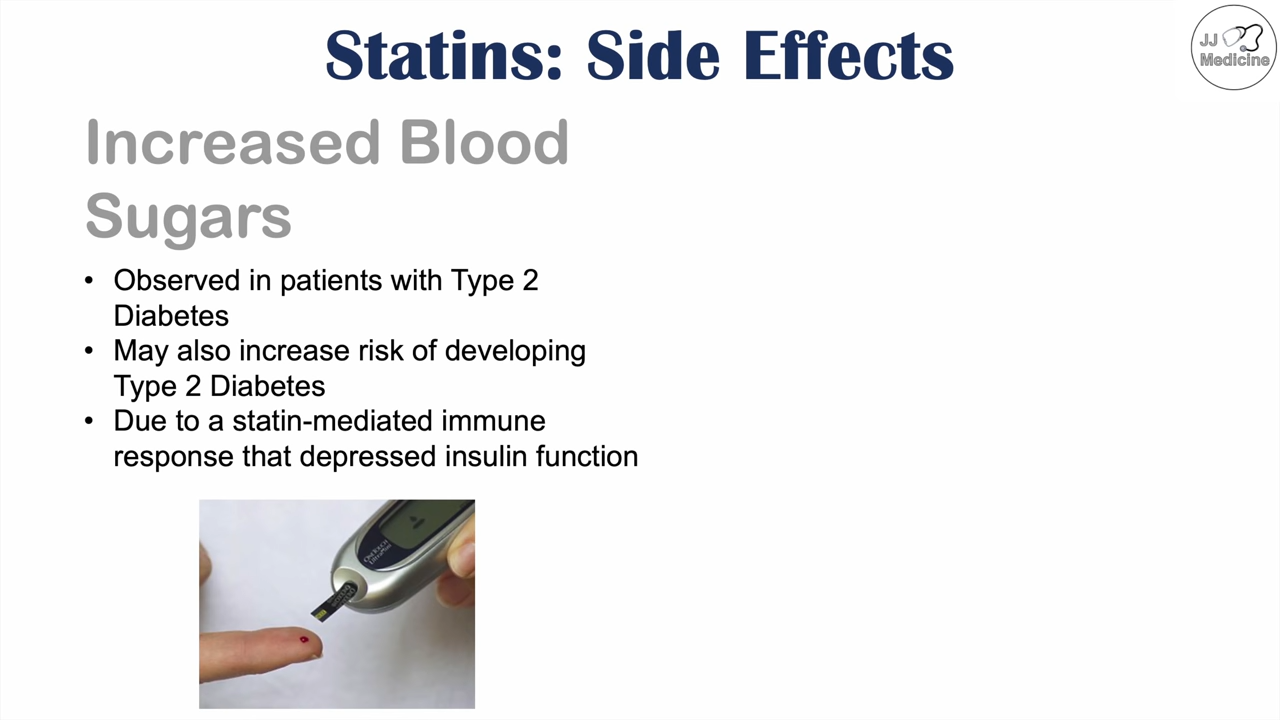 Statins: Side Effects
JJ
Medicine
Increased Blood
Sugars
• Observed in patients with Type 2
Diabetes
• May also increase risk of developing
Type 2 Diabetes
• Due to a statin-mediated immune
response that depressed insulin function
ONETOUCH